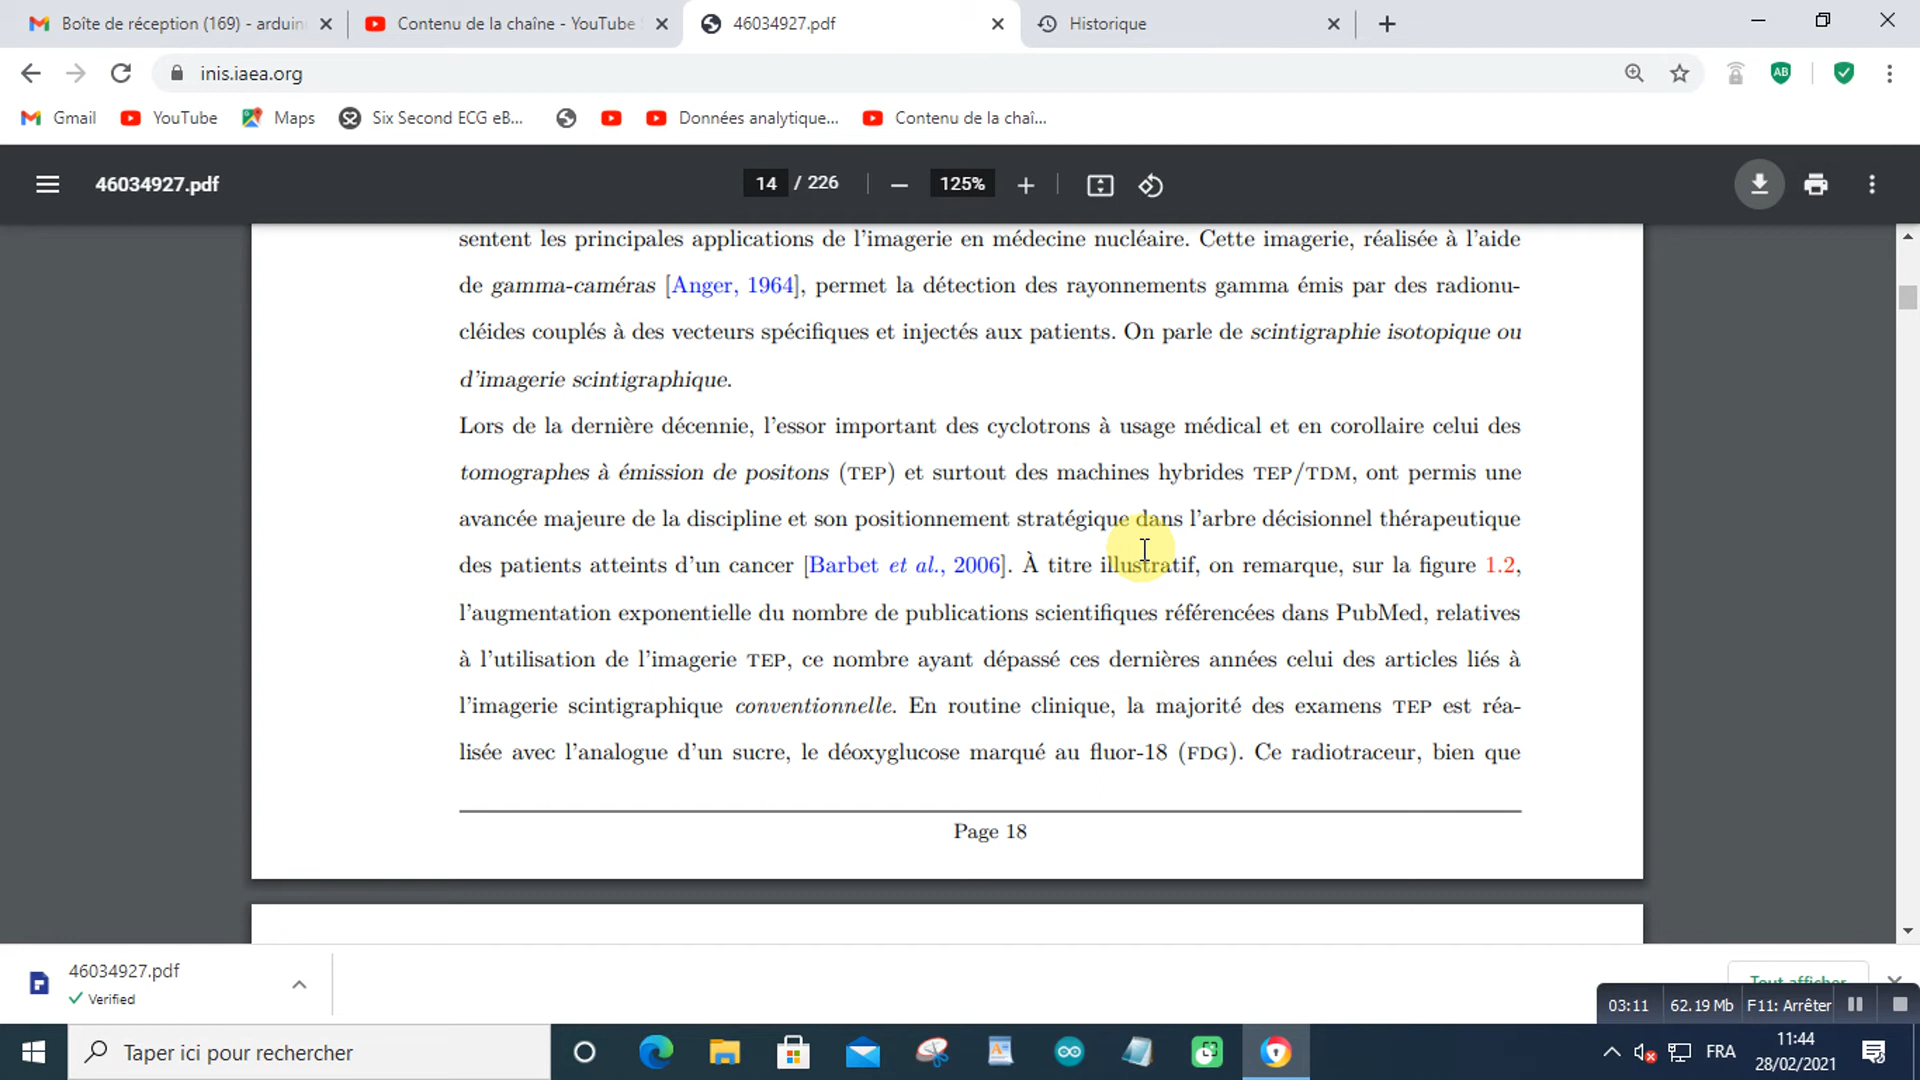 Boîte de réception (169) - arduin
Contenu de la chaîne - YouTube
46034927.pdf
Historique
inis.iaea.org
AB
Gmail
YouTube
Maps
Six Second ECG eB...
Données analytique...
Contenu de la chaî...
46034927.pdf
14 / 226
125%
sentent les principales applications de l'imagerie en médecine nucléaire. Cette imagerie, réalisée à l'aide
de gamma-caméras [Anger, 1964], permet la détection des rayonnements gamma émis par des radionu-
cléides couplés à des vecteurs spécifiques et injectés aux patients. On parle de scintigraphie isotopique ou
d'imagerie scintigraphique.
Lors de la dernière décennie, l'essor important des cyclotrons à usage médical et en corollaire celui des
tomographes à émission de positons (TEP) et surtout des machines hybrides TEP/TDM, ont permis une
avancée majeure de la discipline et son positionnement stratégique dans l'arbre décisionnel thérapeutique
des patients atteints d'un cancer [Barbet et al., 2006]. À titre illustratif, on remarque, sur la figure 1.2,
l'augmentation exponentielle du nombre de publications scientifiques référencées dans PubMed, relatives
à l'utilisation de l'imagerie TEP, ce nombre ayant dépassé ces dernières années celui des articles liés à
l'imagerie scintigraphique conventionnelle. En routine clinique, la majorité des examens TEP est réa-
lisée avec l'analogue d'un sucre, le déoxyglucose marqué au fluor-18 (FDG). Ce radiotraceur, bien que
Page 18
46034927.pdf
Verified
Tout afficher
03:11
62.19 Mb
F11: Arrêter
Taper ici pour rechercher
FRA
11:44
28/02/2021